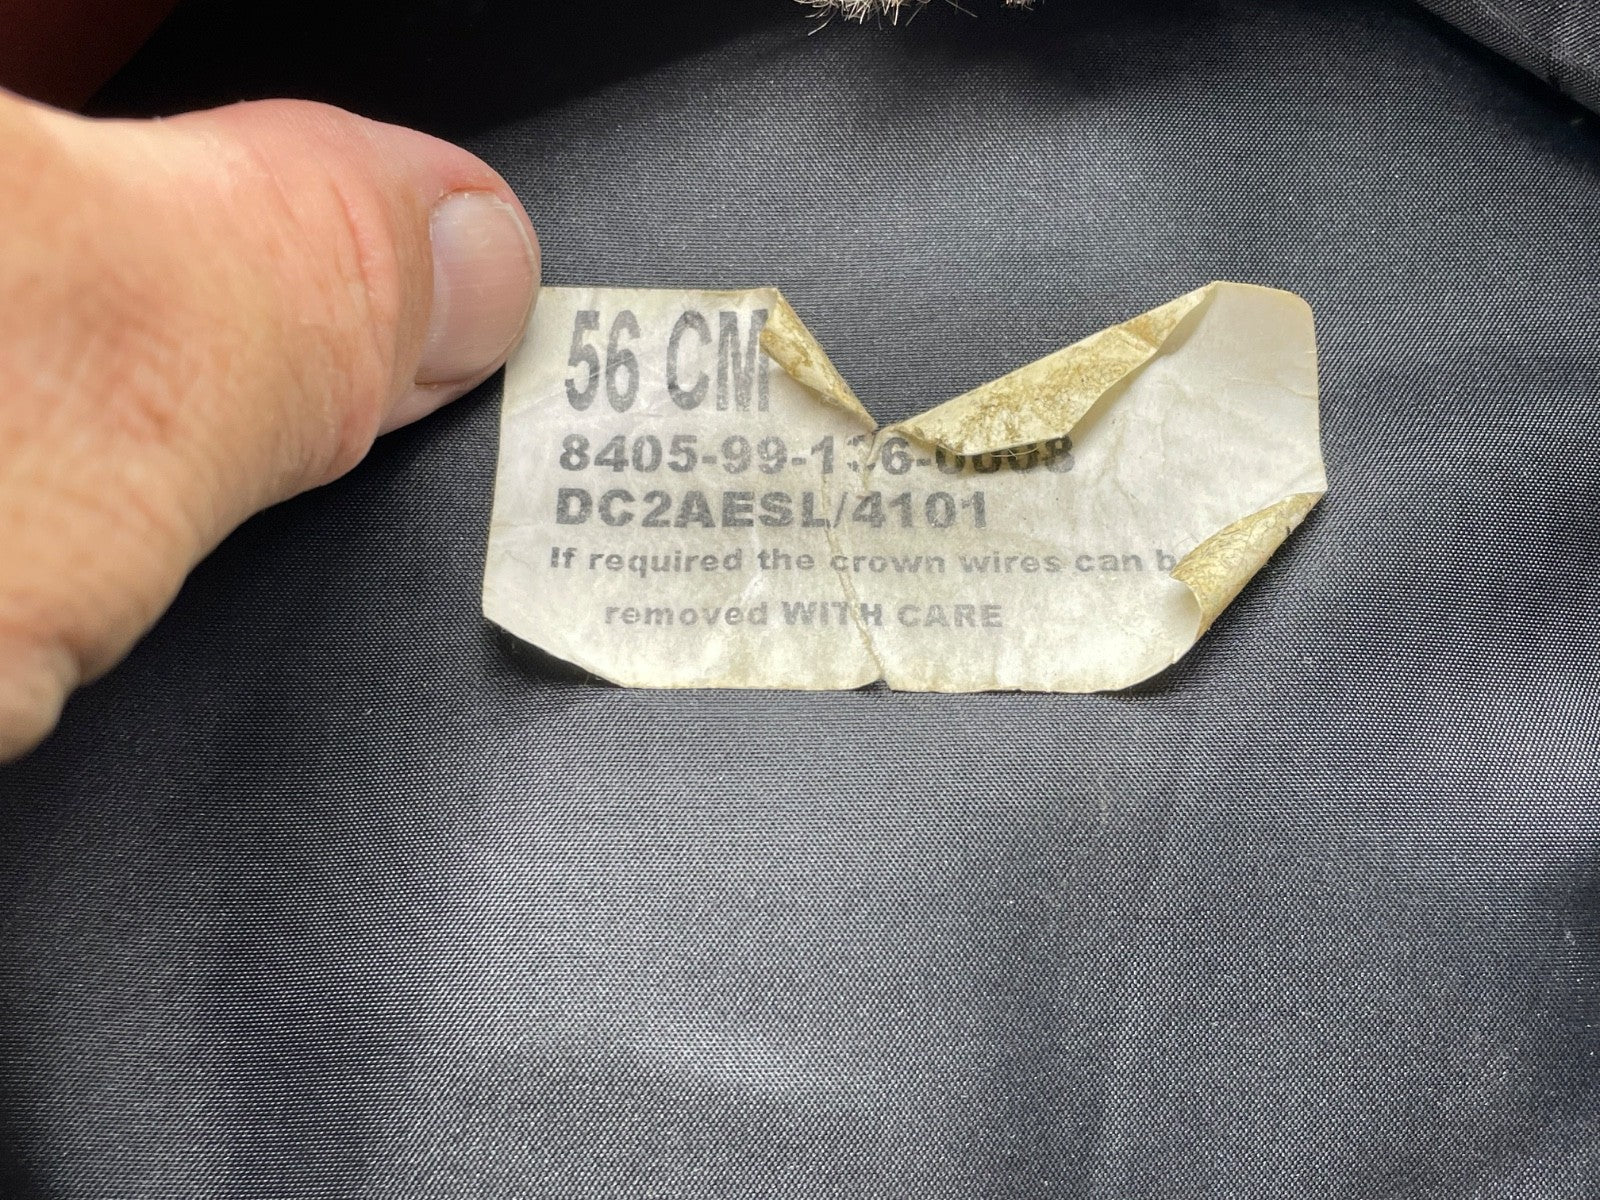 56 CM
DC2AESL/4101
If required the crown wires can
removed WITH CARE